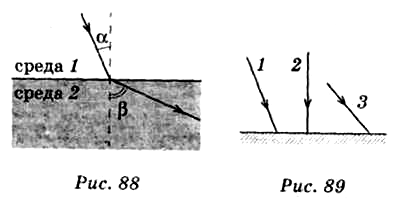 α
среда 1
среда 2
β
Рис. 88
1
2
3
Рис. 89